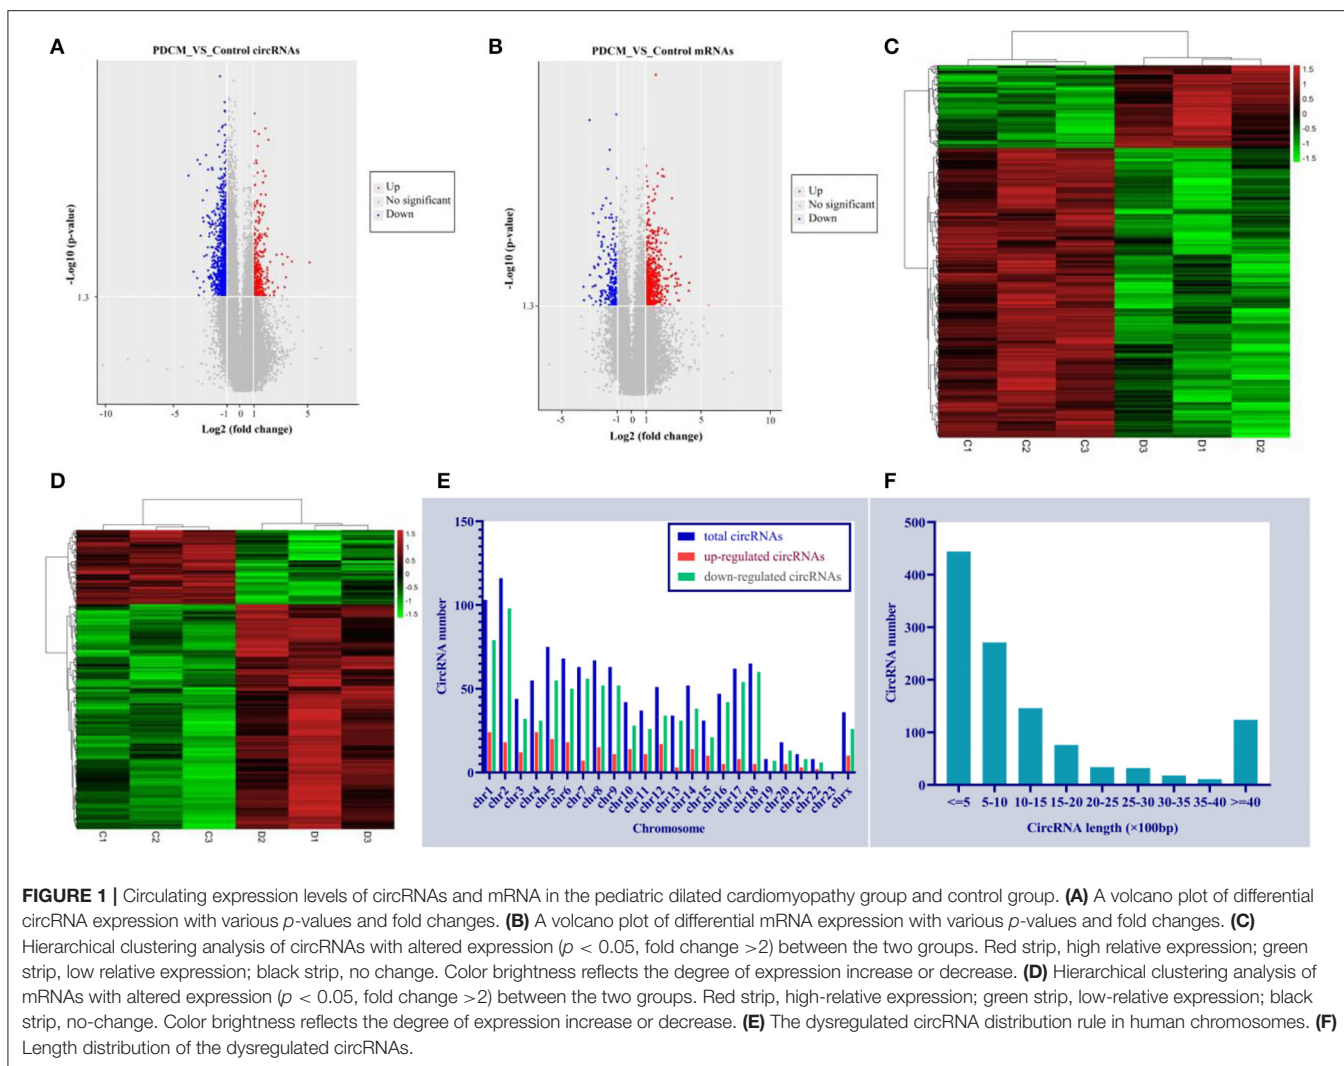 A
PDCM_VS_Control circRNAs
-Log10 (p-value)
1.3
-10
-5
-1
0
1
5
Log2 (fold change)
Up
No significant
Down
B
PDCM_VS_Control mRNAs
-Log10 (p-value)
1.3
-5
-1
0
1
5
10
Log2 (fold change)
Up
No significant
Down
C
1.5
1
0.5
0
-0.5
-1
-1.5
C1
C2
C3
D3
D1
D2
D
1.5
1
0.5
0
-0.5
-1
-1.5
C1
C2
C3
D2
D1
D3
E
150
100
50
0
CircRNA number
total circRNAs
up-regulated circRNAs
down-regulated circRNAs
chr1
chr2
chr3
chr4
chr5
chr6
chr7
chr8
chr9
chr10
chr11
chr12
chr13
chr14
chr15
chr16
chr17
chr18
chr19
chr20
chr21
chr22
chr23
chrx
Chromosome
F
500
400
300
200
100
0
CircRNA number
<=5 5-10 10-15 15-20 20-25 25-30 30-35 35-40 >=40
CircRNA length (×100bp)
FIGURE 1 | Circulating expression levels of circRNAs and mRNA in the pediatric dilated cardiomyopathy group and control group. (A) A volcano plot of differential
circRNA expression with various p-values and fold changes. (B) A volcano plot of differential mRNA expression with various p-values and fold changes. (C)
Hierarchical clustering analysis of circRNAs with altered expression (p < 0.05, fold change >2) between the two groups. Red strip, high relative expression; green
strip, low relative expression; black strip, no change. Color brightness reflects the degree of expression increase or decrease. (D) Hierarchical clustering analysis of
mRNAs with altered expression (p < 0.05, fold change >2) between the two groups. Red strip, high-relative expression; green strip, low-relative expression; black
strip, no-change. Color brightness reflects the degree of expression increase or decrease. (E) The dysregulated circRNA distribution rule in human chromosomes. (F)
Length distribution of the dysregulated circRNAs.